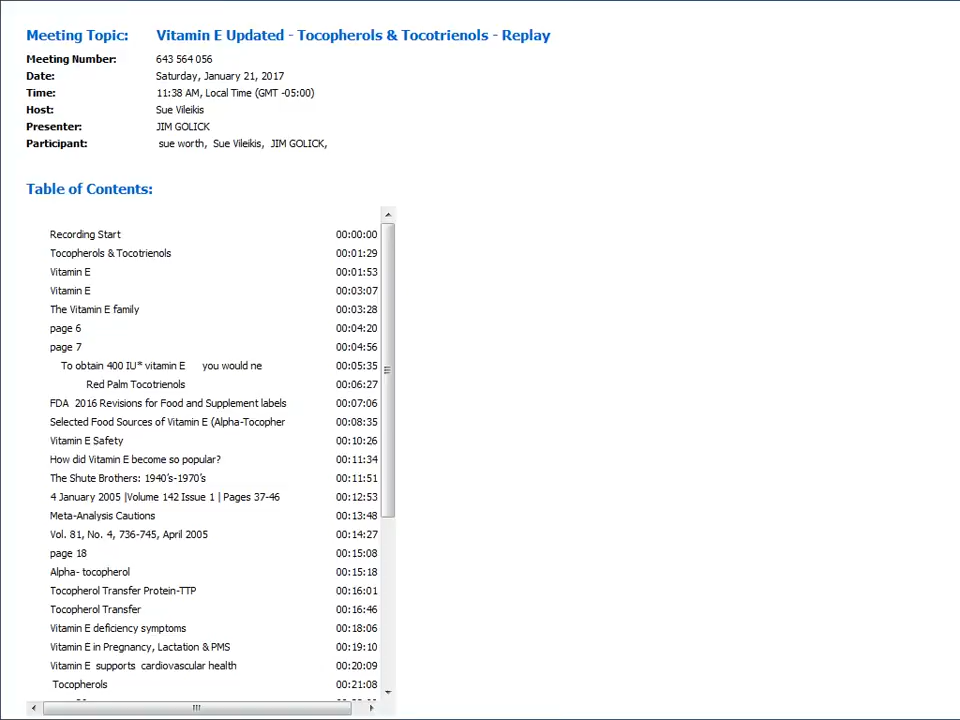 Meeting Topic: Vitamin E Updated - Tocopherols & Tocotrienols - Replay
Meeting Number: 643 564 056
Date: Saturday, January 21, 2017
Time: 11:38 AM, Local Time (GMT -05:00)
Host: Sue Vileikis
Presenter: JIM GOLICK
Participant: sue worth, Sue Vileikis, JIM GOLICK,
Table of Contents:
Recording Start 00:00:00
Tocopherols & Tocotrienols 00:01:29
Vitamin E 00:01:53
Vitamin E 00:03:07
The Vitamin E family 00:03:28
page 6 00:04:20
page 7 00:04:56
To obtain 400 IU* vitamin E you would ne 00:05:35
Red Palm Tocotrienols 00:06:27
FDA 2016 Revisions for Food and Supplement labels 00:07:06
Selected Food Sources of Vitamin E (Alpha-Tocopher 00:08:35
Vitamin E Safety 00:10:26
How did Vitamin E become so popular? 00:11:34
The Shute Brothers: 1940's-1970's 00:11:51
4 January 2005 |Volume 142 Issue 1 | Pages 37-46 00:12:53
Meta-Analysis Cautions 00:13:48
Vol. 81, No. 4, 736-745, April 2005 00:14:27
page 18 00:15:08
Alpha- tocopherol 00:15:18
Tocopherol Transfer Protein-TTP 00:16:01
Tocopherol Transfer 00:16:46
Vitamin E deficiency symptoms 00:18:06
Vitamin E in Pregnancy, Lactation & PMS 00:19:10
Vitamin E supports cardiovascular health 00:20:09
Tocopherols 00:21:08